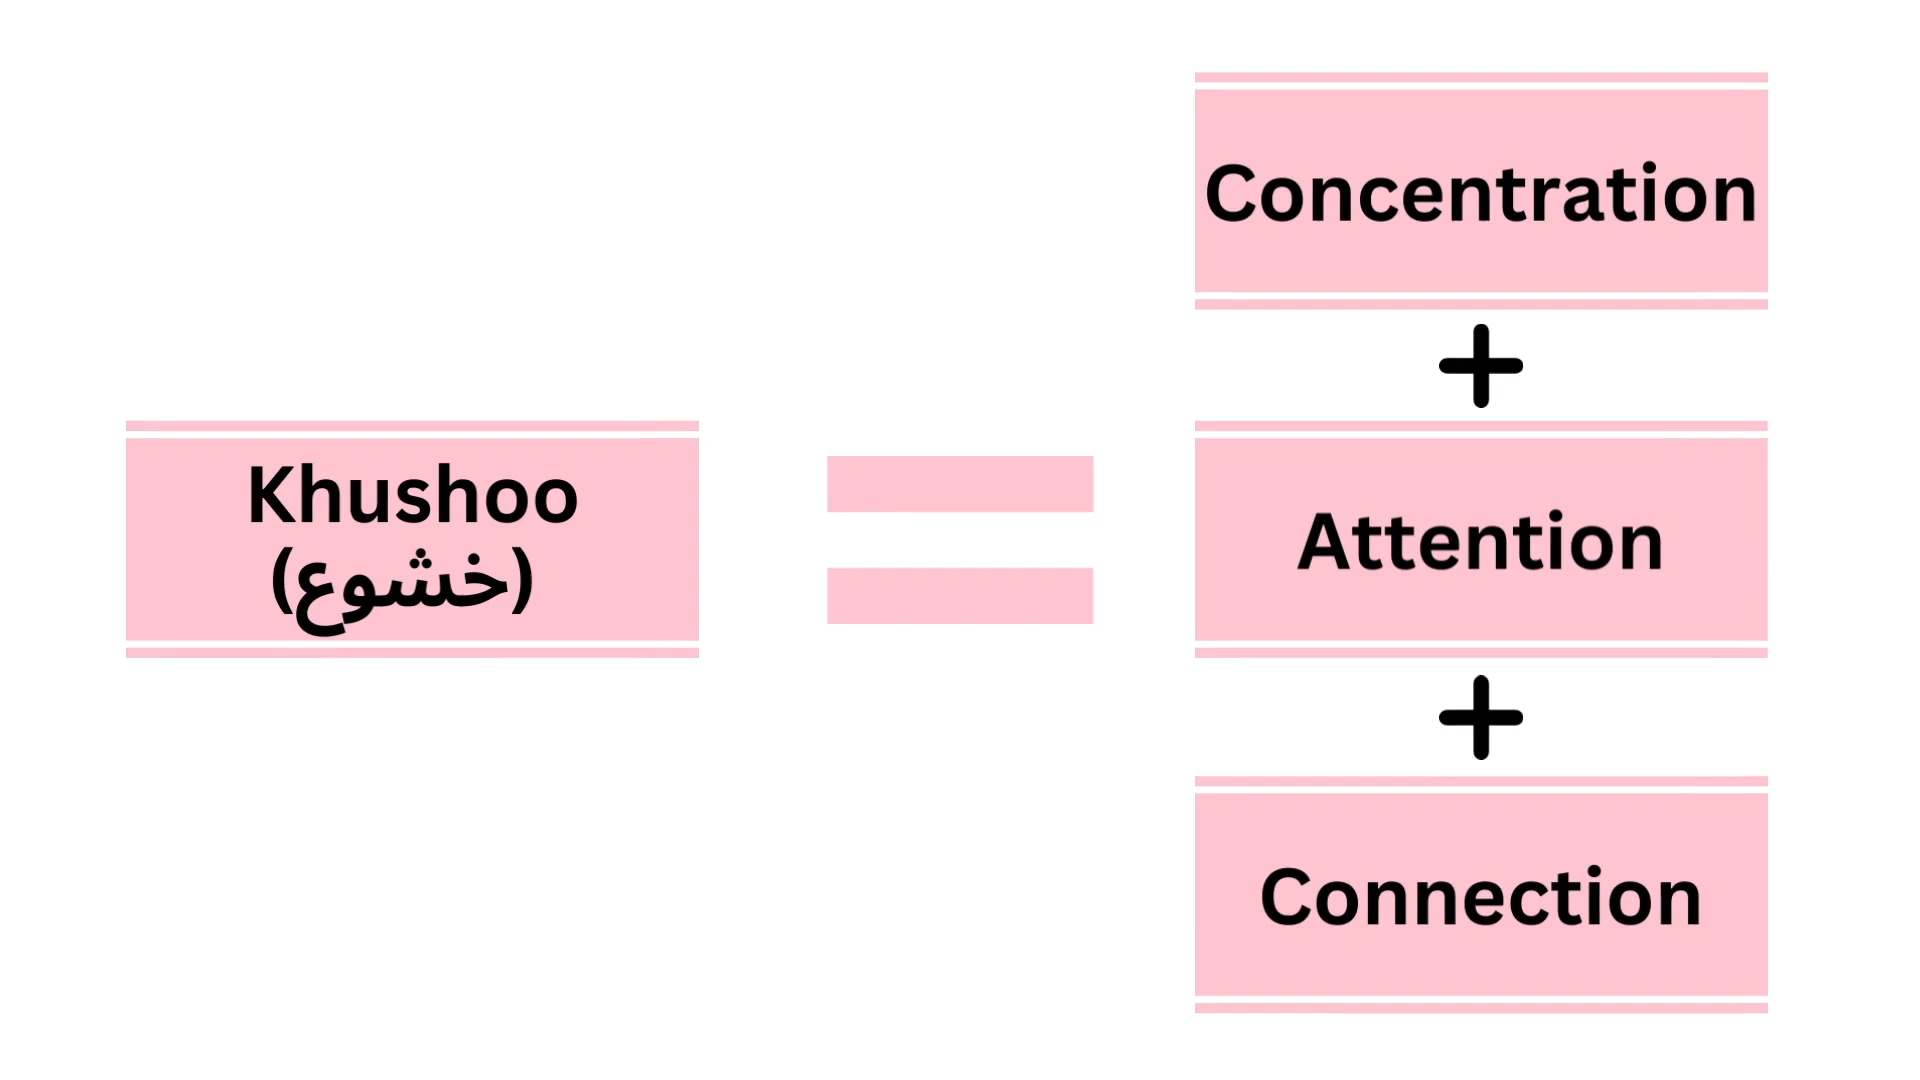 Khushoo
(خشوع)
=
Concentration
+
Attention
+
Connection